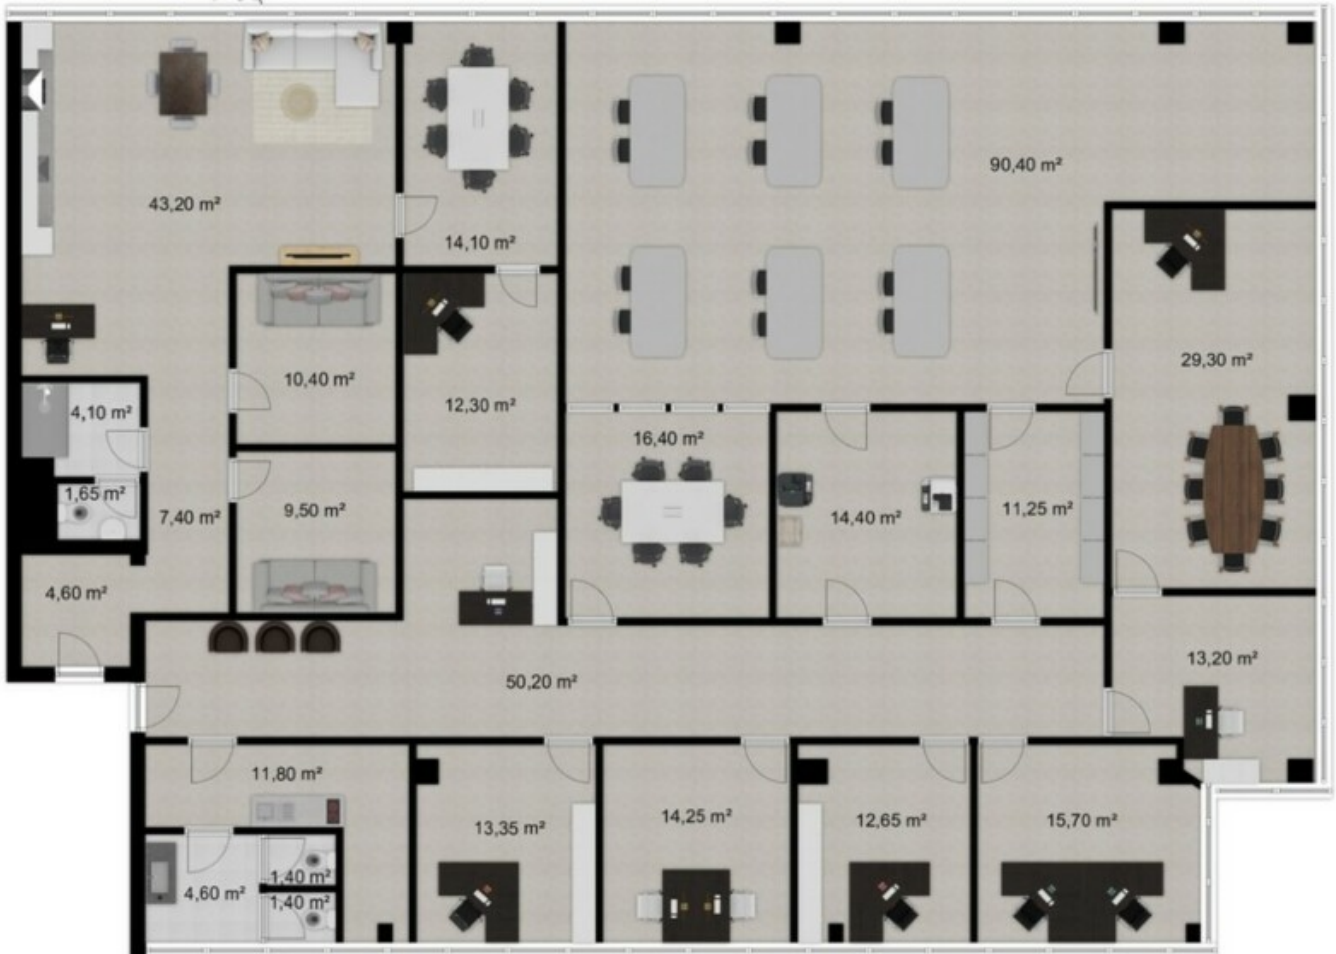 90,40 m²
43,20 m²
14,10 m²
29,30 m²
10,40 m²
12,30 m²
4,10 m²
16,40 m²
1,65 m²
7,40 m²
9,50 m²
14,40 m²
11,25 m²
4,60 m²
13,20 m²
50,20 m²
11,80 m²
13,35 m²
14,25 m²
12,65 m²
15,70 m²
4,60 m²
1,40 m²
1,40 m²